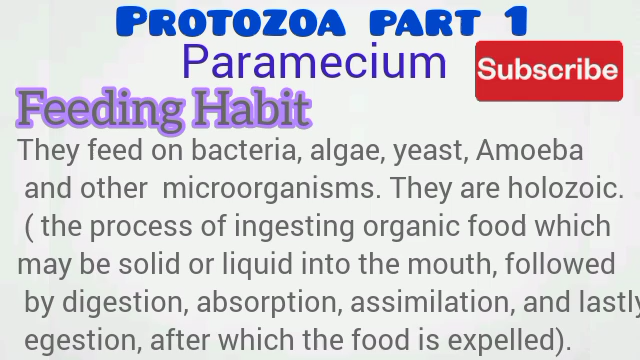 PROTOZOA PART 1
Paramecium
Subscribe
Feeding Habit
They feed on bacteria, algae, yeast, Amoeba
and other microorganisms. They are holozoic.
( the process of ingesting organic food which
may be solid or liquid into the mouth, followed
by digestion, absorption, assimilation, and lastly
egestion, after which the food is expelled).